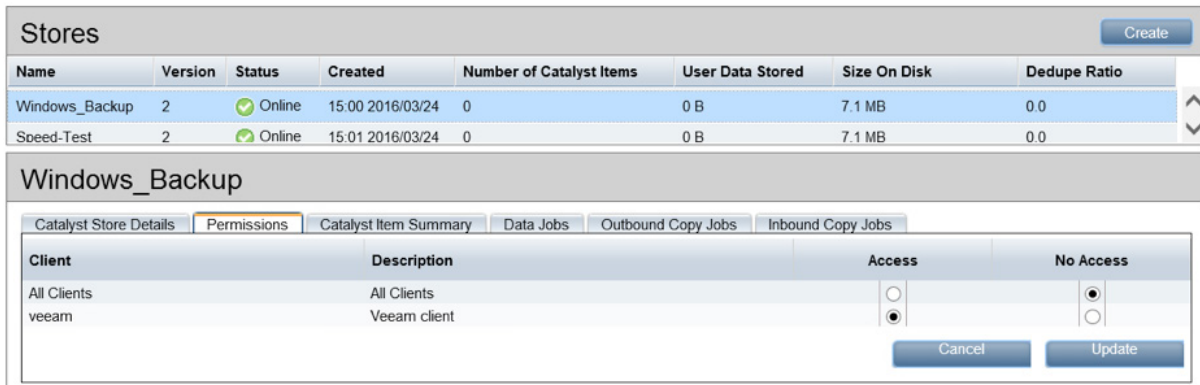 Stores
Create
Name Version Status Created Number of Catalyst Items User Data Stored Size On Disk Dedupe Ratio
Windows_Backup 2 Online 15:00 2016/03/24 0 0 B 7.1 MB 0.0
Speed-Test 2 Online 15:01 2016/03/24 0 0 B 7.1 MB 0.0
Windows_Backup
Catalyst Store Details Permissions Catalyst Item Summary Data Jobs Outbound Copy Jobs Inbound Copy Jobs
Client Description Access No Access
All Clients All Clients
veeam Veeam client
Cancel Update